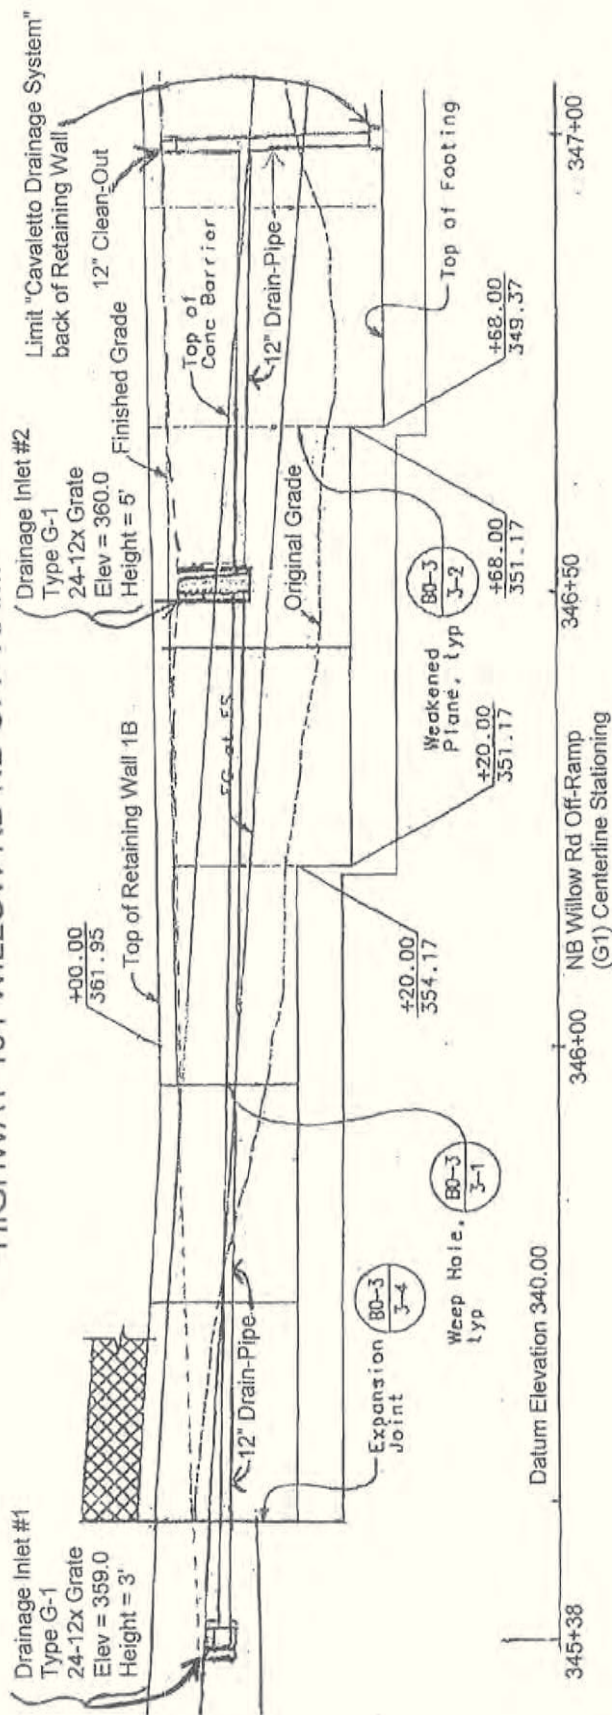 Drainage Inlet #1
Type G-1
24-12x Grate
Elev = 359.0
Height = 3'
+00.00
361.95
Top of Retaining Wall 1B
Drainage Inlet #2
Type G-1
24-12x Grate
Elev = 360.0
Height = 5'
Finished Grade
Limit "Cavaletto Drainage System"
back of Retaining Wall
12" Clean-Out
Top of
Conc Barrier
12" Drain-Pipe
12" Drain-Pipe
FG at FS
Original Grade
Top of Footing
Expansion
Joint
BO-3
3-4
Weep Hole,
typ
BO-3
3-1
+20.00
354.17
+20.00
351.17
Weakened
Plane, typ
BO-3
3-2
+68.00
351.17
+68.00
349.37
Datum Elevation 340.00
345+38
346+00
346+50
347+00
NB Willow Rd Off-Ramp
(G1) Centerline Stationing